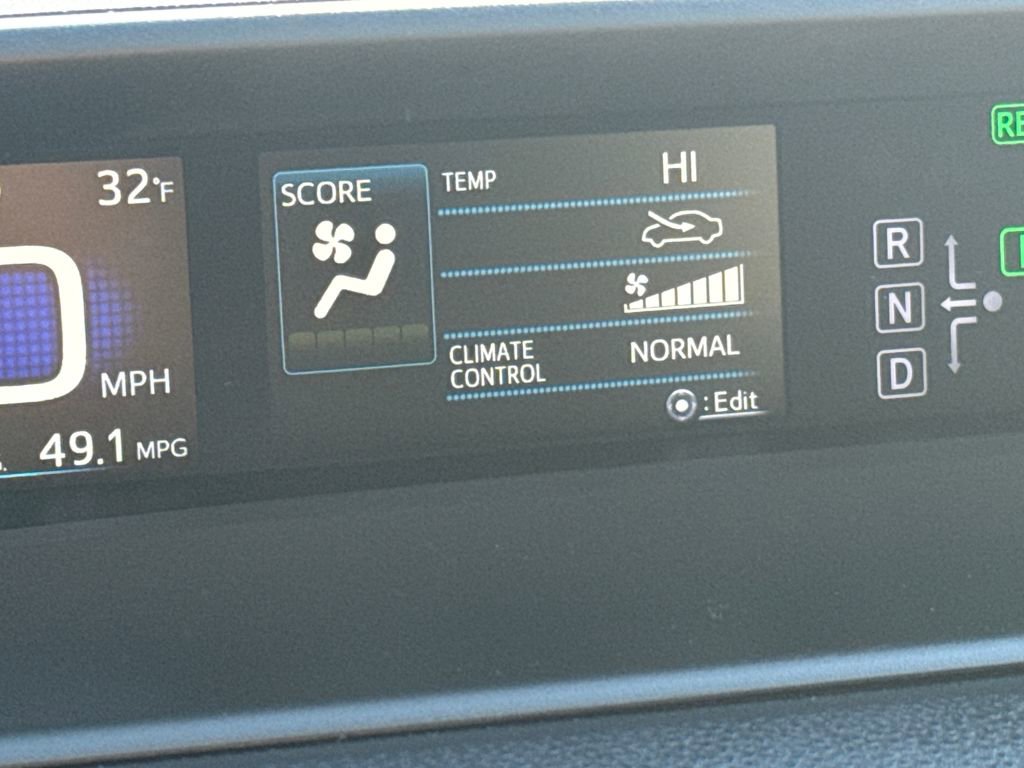 32°F
MPH
49.1 MPG
SCORE
TEMP HI
CLIMATE
CONTROL
NORMAL
:Edit
R
N
D